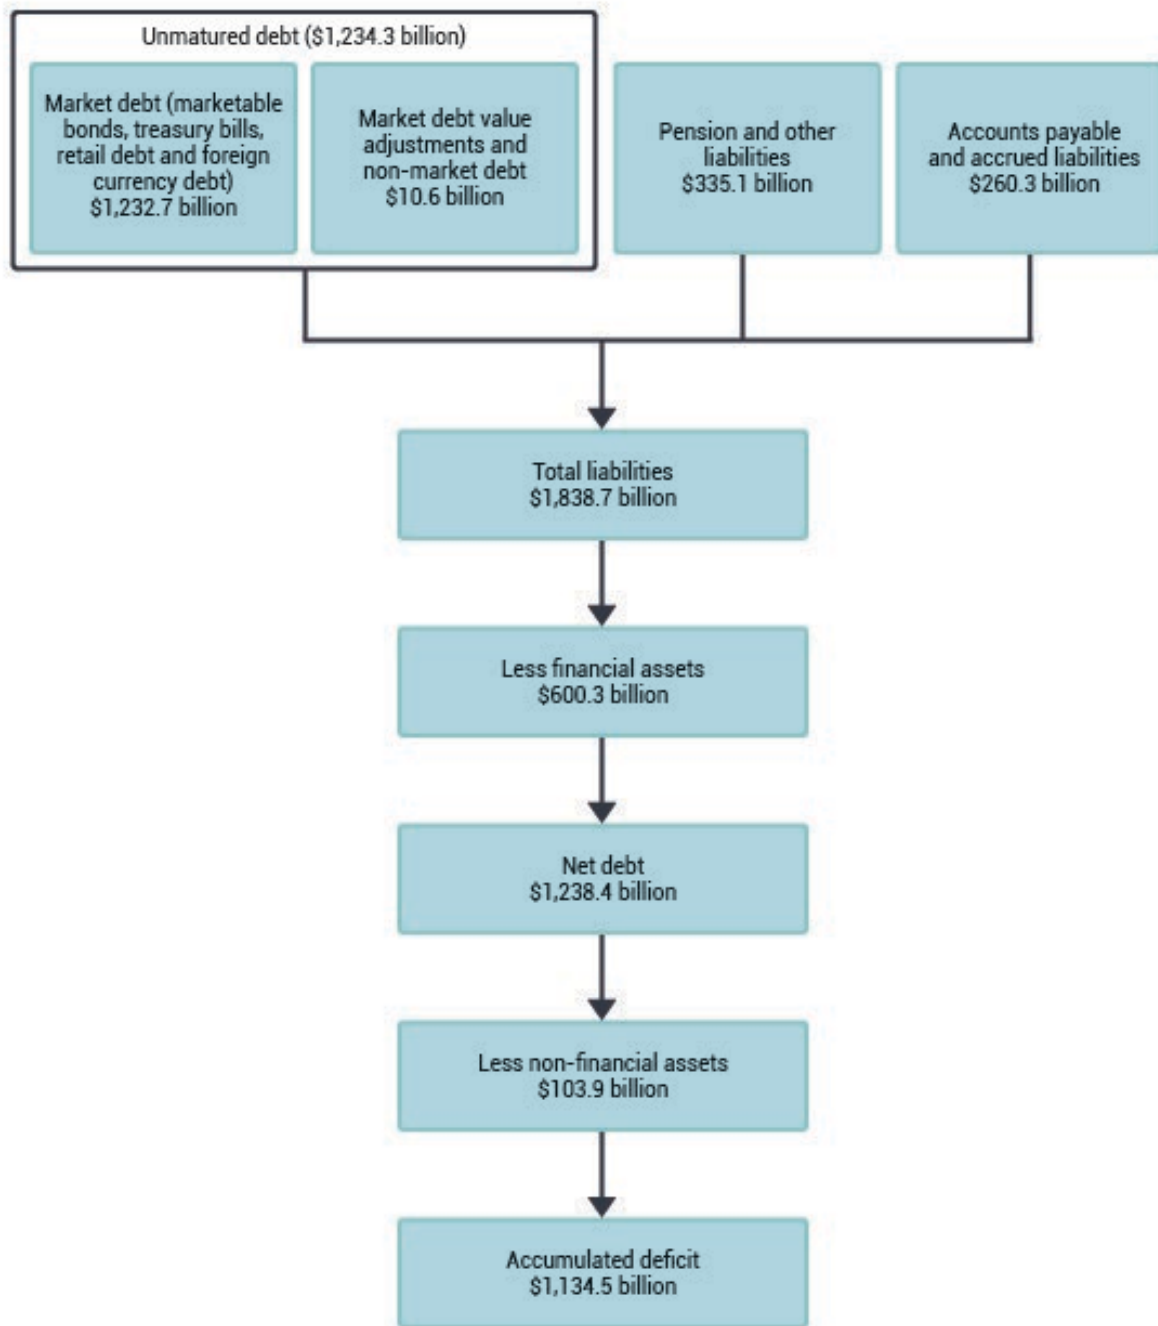 Unmatured debt ($1,234.3 billion)
Market debt (marketable
bonds, treasury bills,
retail debt and foreign
currency debt)
$1,232.7 billion
Market debt value
adjustments and
non-market debt
$10.6 billion
Pension and other
liabilities
$335.1 billion
Accounts payable
and accrued liabilities
$260.3 billion
Total liabilities
$1,838.7 billion
Less financial assets
$600.3 billion
Net debt
$1,238.4 billion
Less non-financial assets
$103.9 billion
Accumulated deficit
$1,134.5 billion